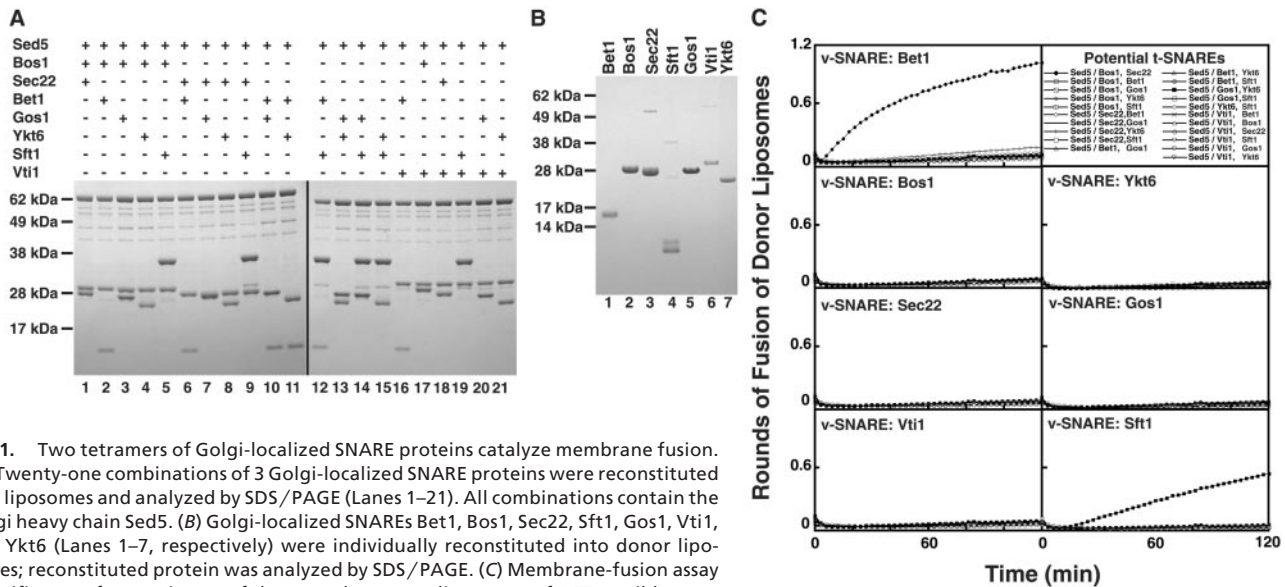 A
Sed5 + + + + + + + + + + + + + + + + + + + + +
Bos1 + + + + + - - - - - - - - - - - + - - - -
Sec22 + - - - - + + + + - - - - - - - - + - - -
Bet1 - + - - - + - - - + + + - - - + - - - - -
Gos1 - - + - - - + - - + - - + + - - - - - + -
Ykt6 - - - + - - - + - - + - + - + - - - - - +
Sft1 - - - - + - - - + - - + - + + - - - + - -
Vti1 - - - - - - - - - - - - - - - + + + + + +
62 kDa
49 kDa
38 kDa
28 kDa
17 kDa
1 2 3 4 5 6 7 8 9 10 11 12 13 14 15 16 17 18 19 20 21
B
Bet1 Bos1 Sec22 Sft1 Gos1 Vti1 Ykt6
62 kDa
49 kDa
38 kDa
28 kDa
17 kDa
14 kDa
1 2 3 4 5 6 7
C
Rounds of Fusion of Donor Liposomes
1.2
0.6
0
v-SNARE: Bet1
Potential t-SNAREs
Sed5 / Bos1, Sec22
Sed5 / Bos1, Bet1
Sed5 / Bos1, Gos1
Sed5 / Bos1, Ykt6
Sed5 / Bos1, Sft1
Sed5 / Sec22,Bet1
Sed5 / Sec22,Gos1
Sed5 / Sec22,Ykt6
Sed5 / Sec22,Sft1
Sed5 / Bet1, Gos1
Sed5 / Bet1, Ykt6
Sed5 / Bet1, Sft1
Sed5 / Gos1,Ykt6
Sed5 / Gos1,Sft1
Sed5 / Ykt6, Sft1
Sed5 / Vti1, Bet1
Sed5 / Vti1, Bos1
Sed5 / Vti1, Sec22
Sed5 / Vti1, Sft1
Sed5 / Vti1, Gos1
Sed5 / Vti1, Ykt6
v-SNARE: Bos1
0.6
0
v-SNARE: Ykt6
v-SNARE: Sec22
0.6
0
v-SNARE: Gos1
v-SNARE: Vti1
0.6
0
v-SNARE: Sft1
0 60 0 60 120
Time (min)
1. Two tetramers of Golgi-localized SNARE proteins catalyze membrane fusion.
Twenty-one combinations of 3 Golgi-localized SNARE proteins were reconstituted
liposomes and analyzed by SDS/PAGE (Lanes 1–21). All combinations contain the
gi heavy chain Sed5. (B) Golgi-localized SNAREs Bet1, Bos1, Sec22, Sft1, Gos1, Vti1,
Ykt6 (Lanes 1–7, respectively) were individually reconstituted into donor lipo-
es; reconstituted protein was analyzed by SDS/PAGE. (C) Membrane-fusion assay